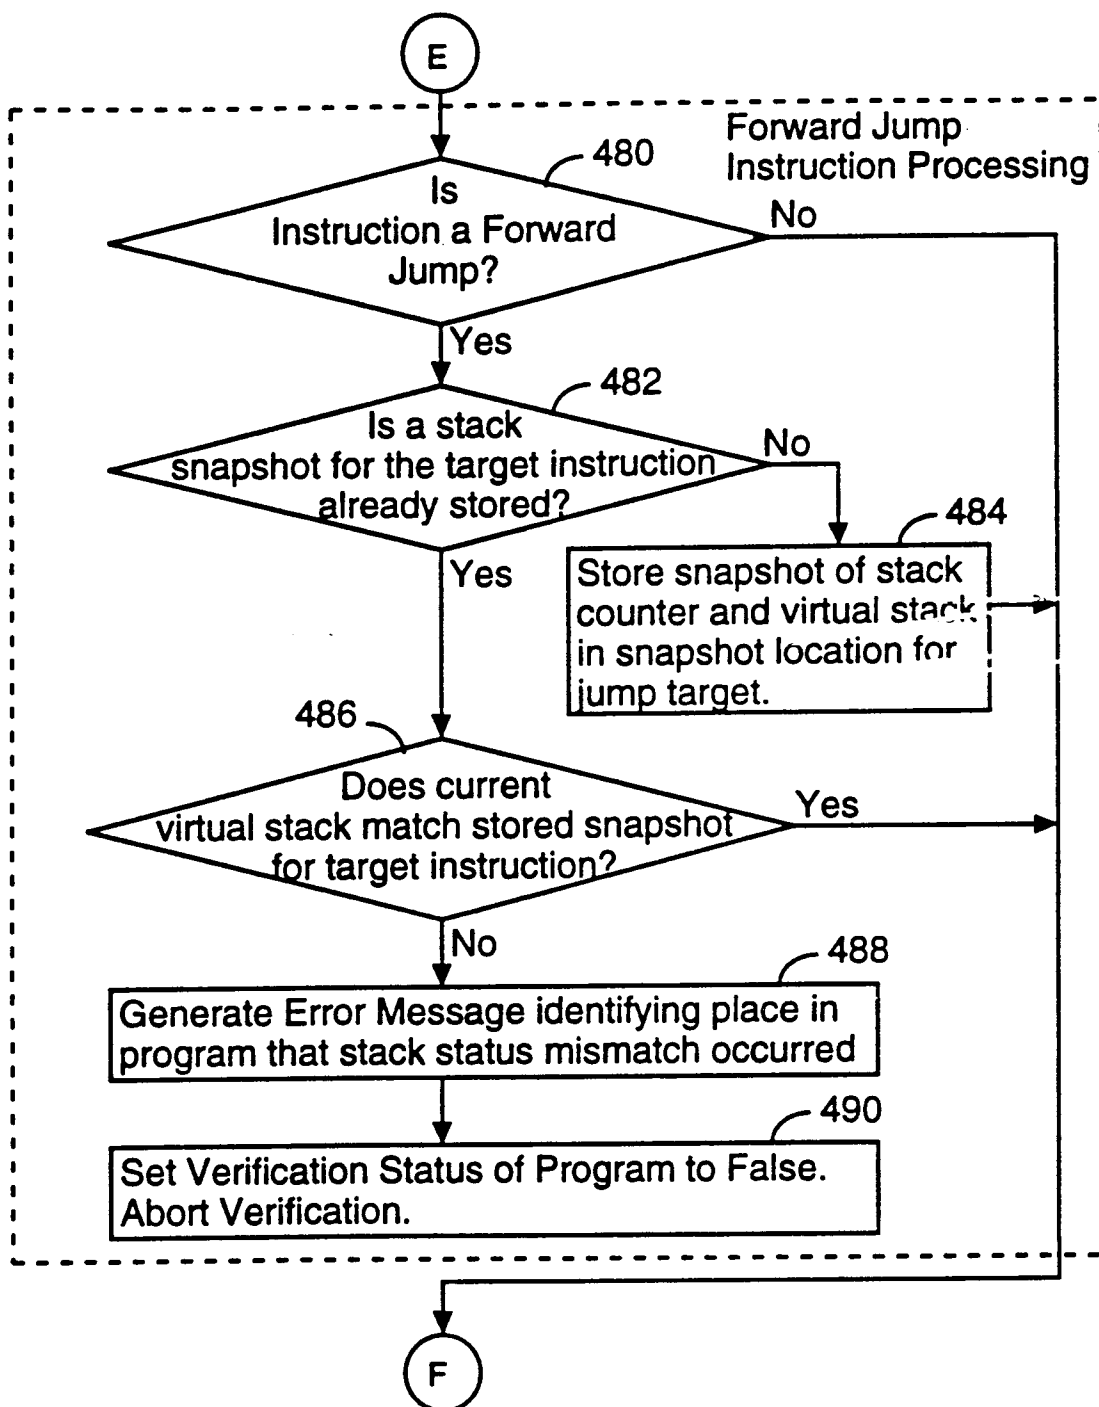 E
Forward Jump
Instruction Processing
480
Is
Instruction a Forward
Jump?
No
Yes
482
Is a stack
snapshot for the target instruction
already stored?
No
Yes
484
Store snapshot of stack
counter and virtual stack
in snapshot location for
jump target.
486
Does current
virtual stack match stored snapshot
for target instruction?
Yes
No
488
Generate Error Message identifying place in
program that stack status mismatch occurred
490
Set Verification Status of Program to False.
Abort Verification.
F